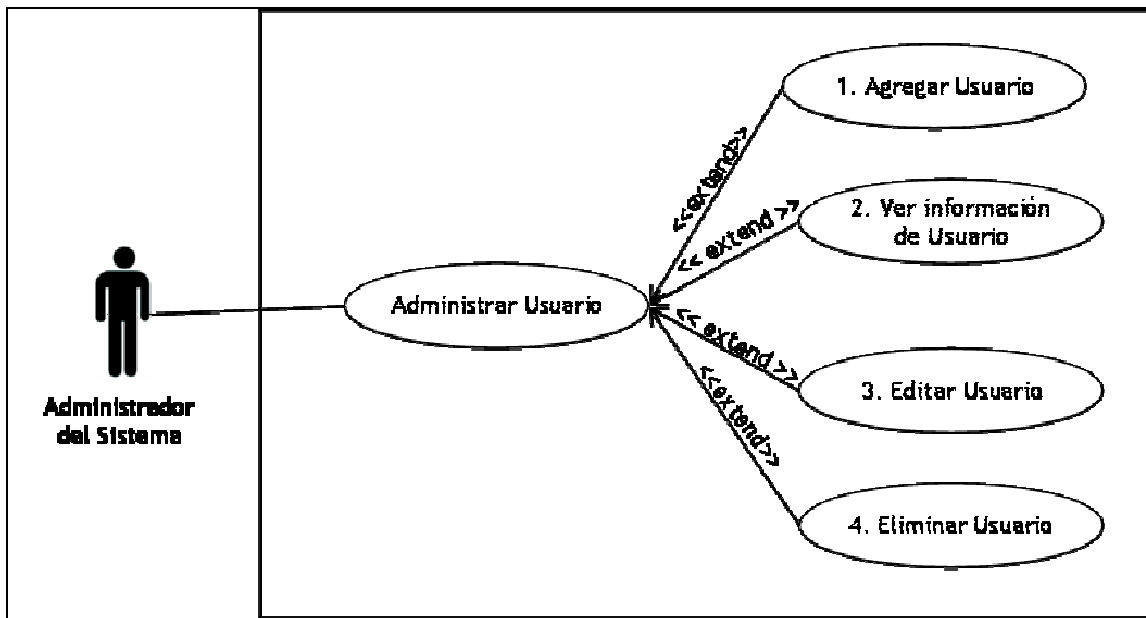 1. Agregar Usuario
<<extend>>
2. Ver información
de Usuario
<< extend >>
Administrar Usuario
<< extend >>
3. Editar Usuario
<<extend>>
4. Eliminar Usuario
Administrador
del Sistema